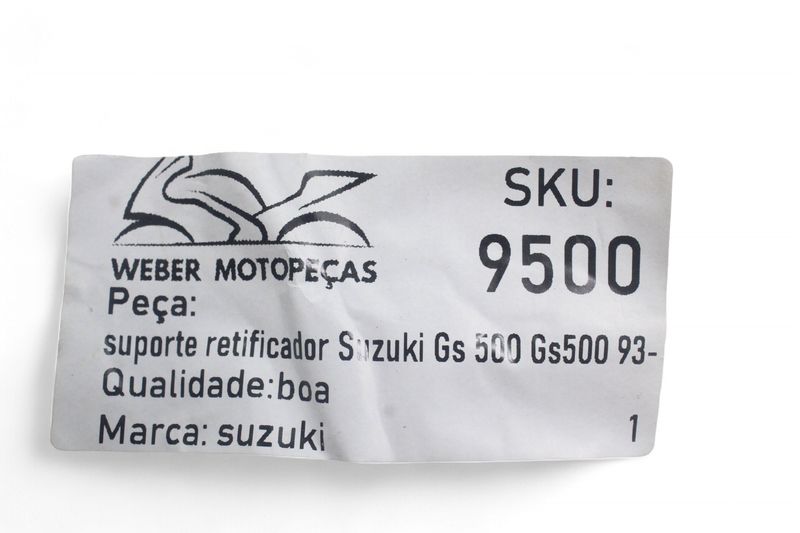 WEBER MOTOPEÇAS
SKU:
9500
Peça:
suporte retificador Suzuki Gs 500 Gs500 93-
Qualidade:boa
Marca: suzuki
1